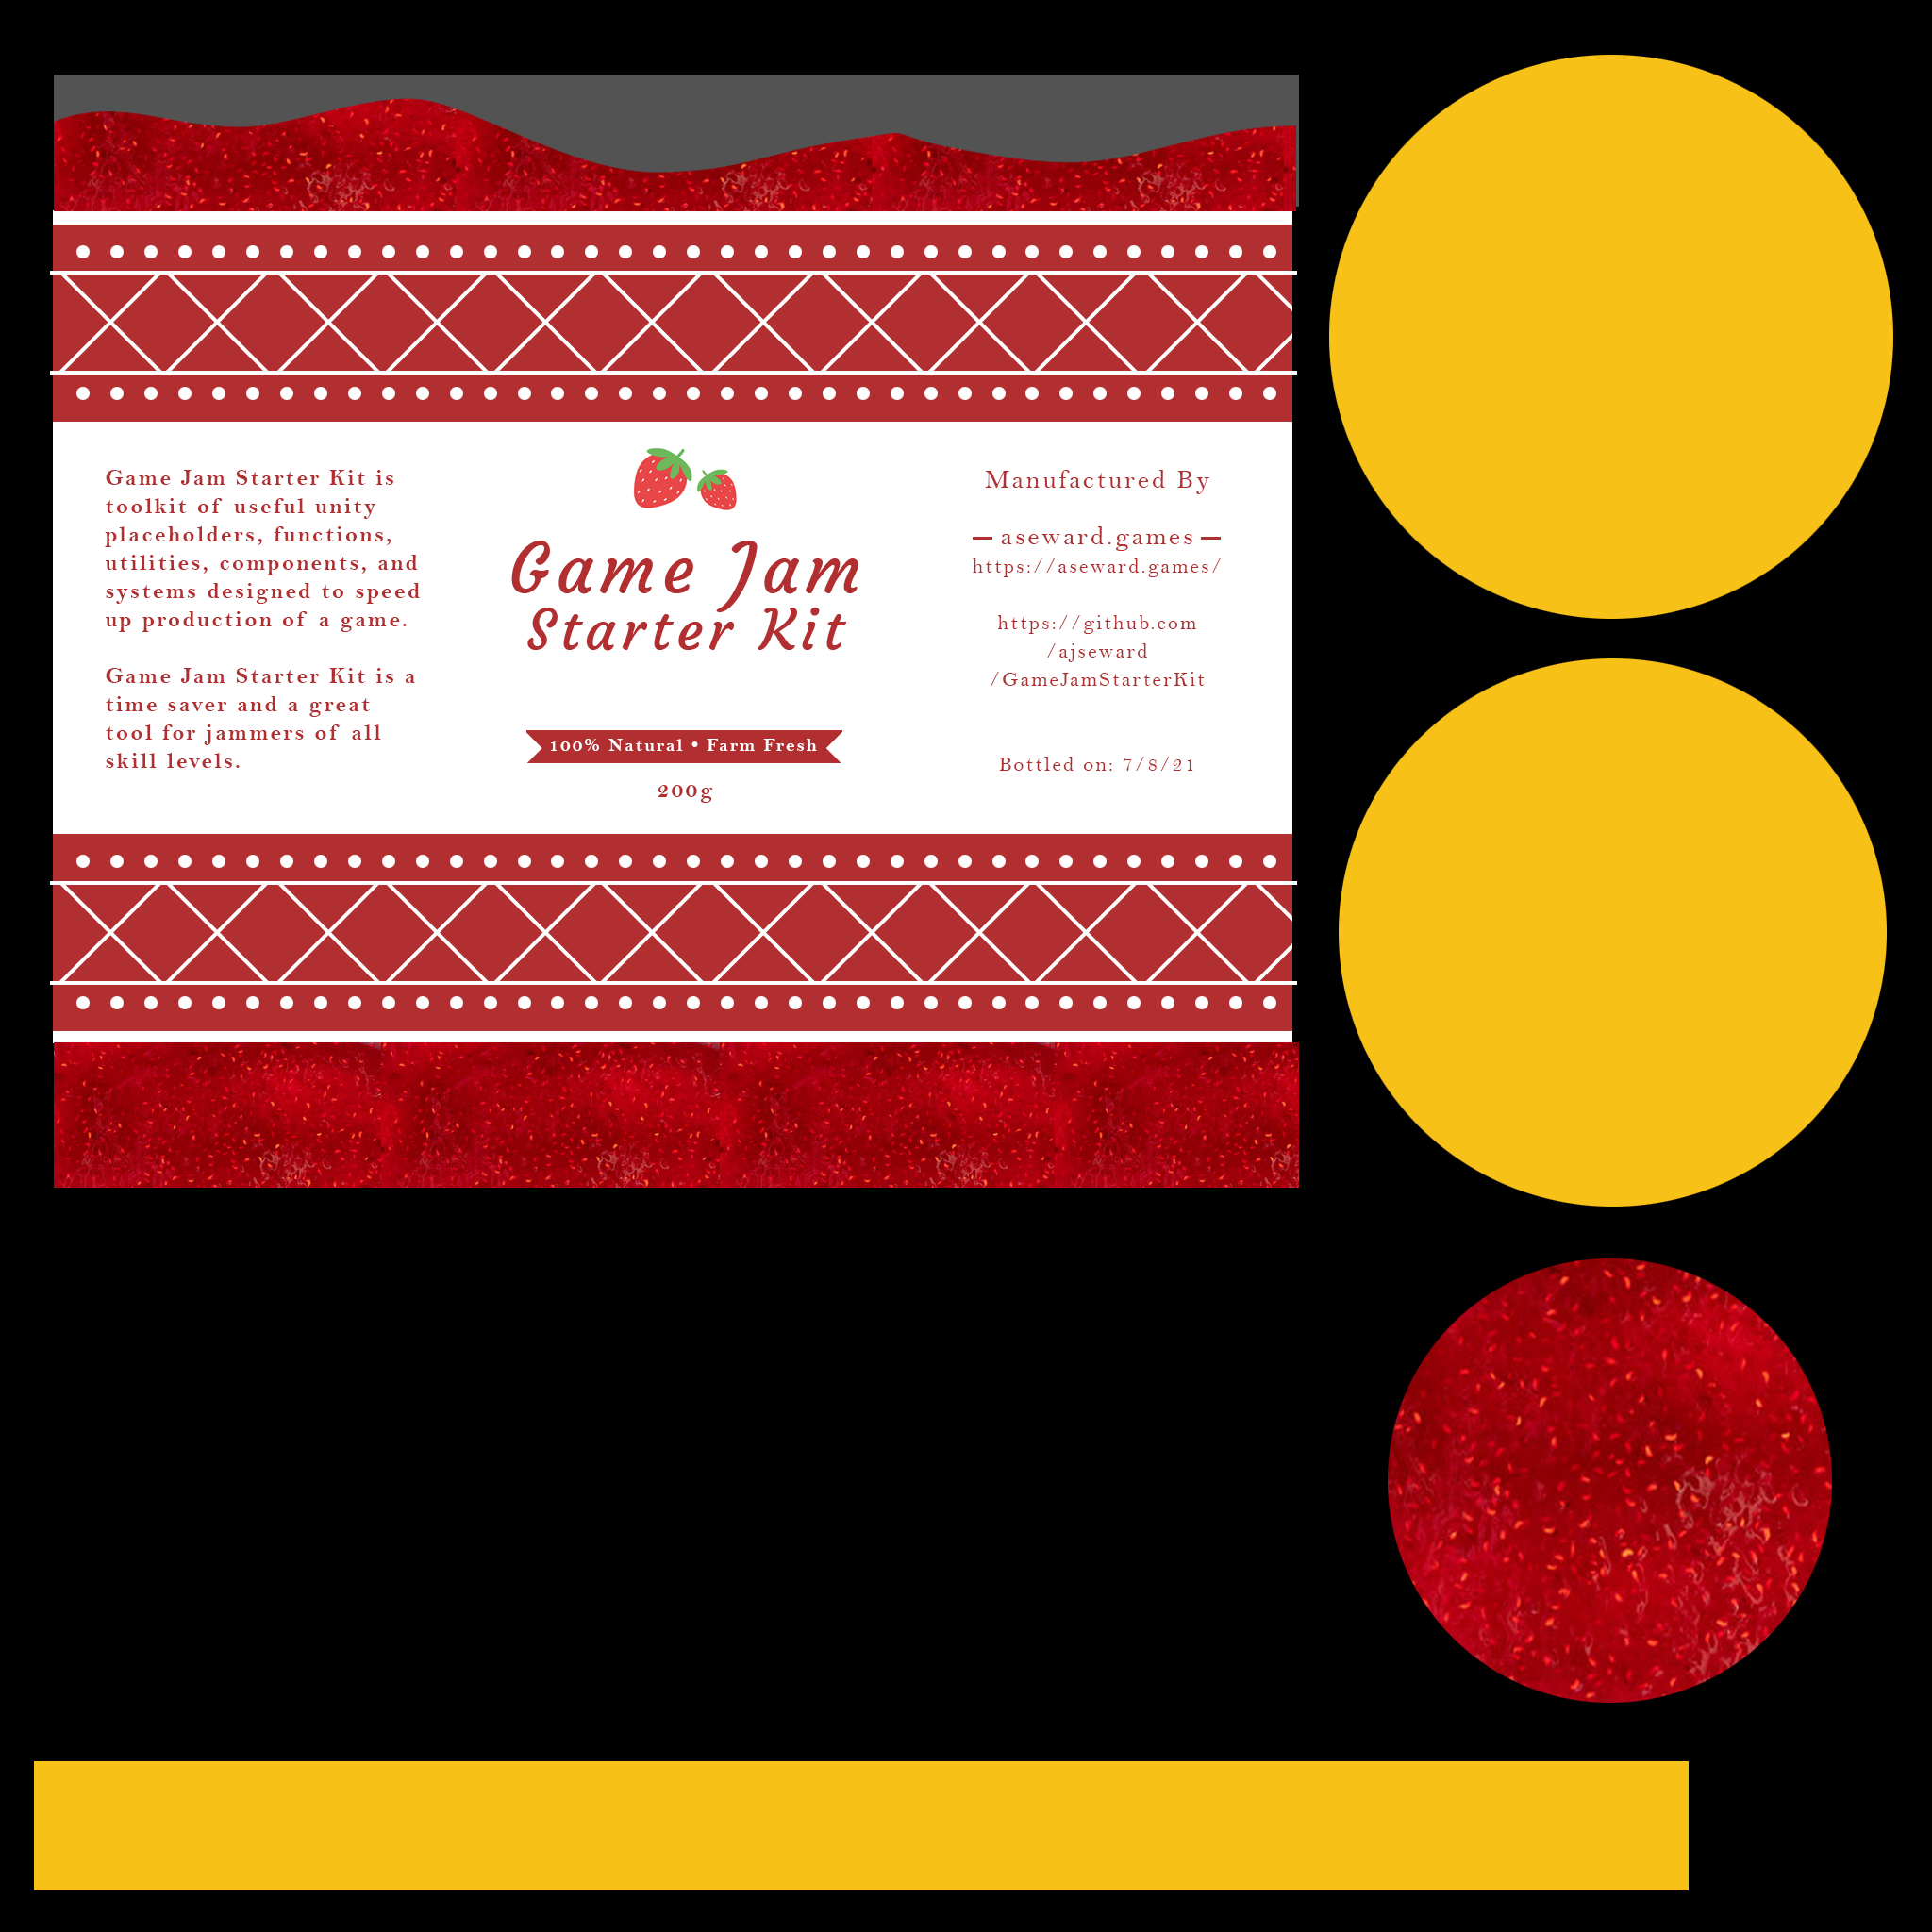 Game Jam Starter Kit is
toolkit of useful unity
placeholders, functions,
utilities, components, and
systems designed to speed
up production of a game.
Game Jam Starter Kit is a
time saver and a great
tool for jammers of all
skill levels.
Game Jam
Starter Kit
100% Natural • Farm Fresh
200g
Manufactured By
aseward.games
https://aseward.games/
https://github.com
/ajseward
/GameJamStarterKit
Bottled on: 7/8/21